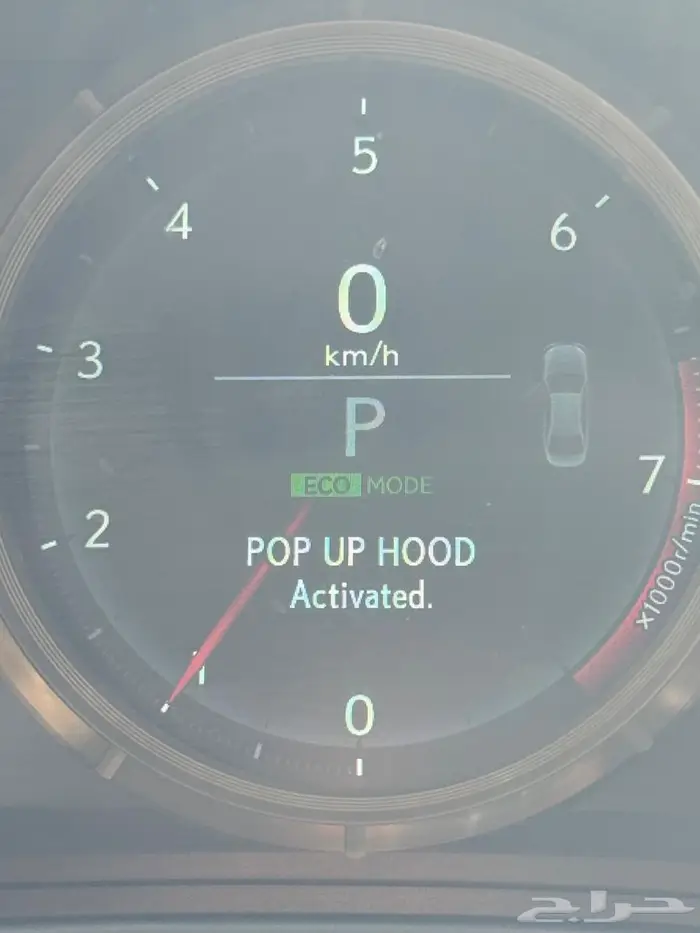 5
4
6
0
km/h
3
P
7
ECO MODE
2
POP UP HOOD
Activated.
x1000r/min
1
0
حراج